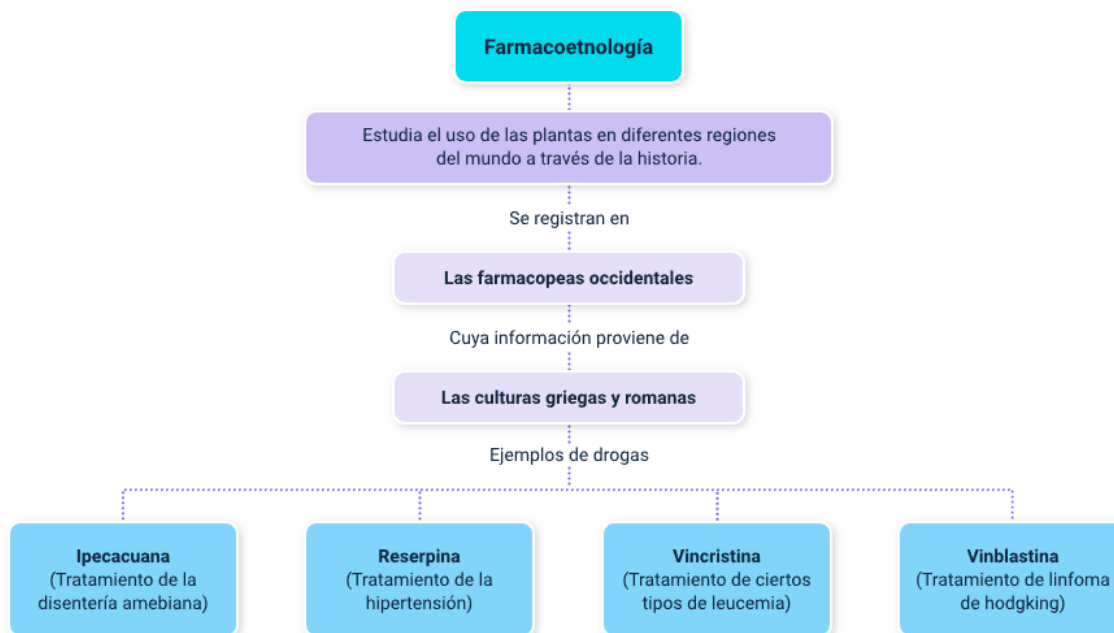 Farmacoetnología
Estudia el uso de las plantas en diferentes regiones
del mundo a través de la historia.
Se registran en
Las farmacopeas occidentales
Cuya información proviene de
Las culturas griegas y romanas
Ejemplos de drogas
Ipecacuana
(Tratamiento de la
disentería amebiana)
Reserpina
(Tratamiento de la
hipertensión)
Vincristina
(Tratamiento de ciertos
tipos de leucemia)
Vinblastina
(Tratamiento de linfoma
de hodgking)